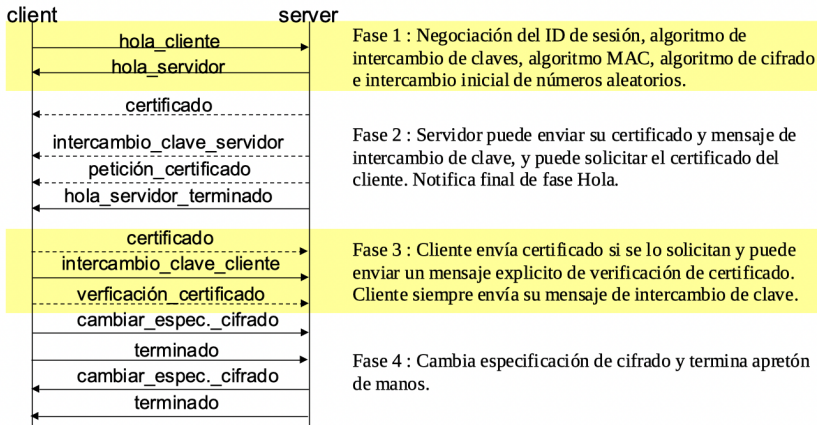 client server
hola_cliente
hola_servidor
Fase 1 : Negociación del ID de sesión, algoritmo de
intercambio de claves, algoritmo MAC, algoritmo de cifrado
e intercambio inicial de números aleatorios.
certificado
intercambio_clave_servidor
petición_certificado
hola_servidor_terminado
Fase 2 : Servidor puede enviar su certificado y mensaje de
intercambio de clave, y puede solicitar el certificado del
cliente. Notifica final de fase Hola.
certificado
intercambio_clave_cliente
verficación_certificado
Fase 3 : Cliente envía certificado si se lo solicitan y puede
enviar un mensaje explicito de verificación de certificado.
Cliente siempre envía su mensaje de intercambio de clave.
cambiar_espec._cifrado
terminado
cambiar_espec._cifrado
terminado
Fase 4 : Cambia especificación de cifrado y termina apretón
de manos.